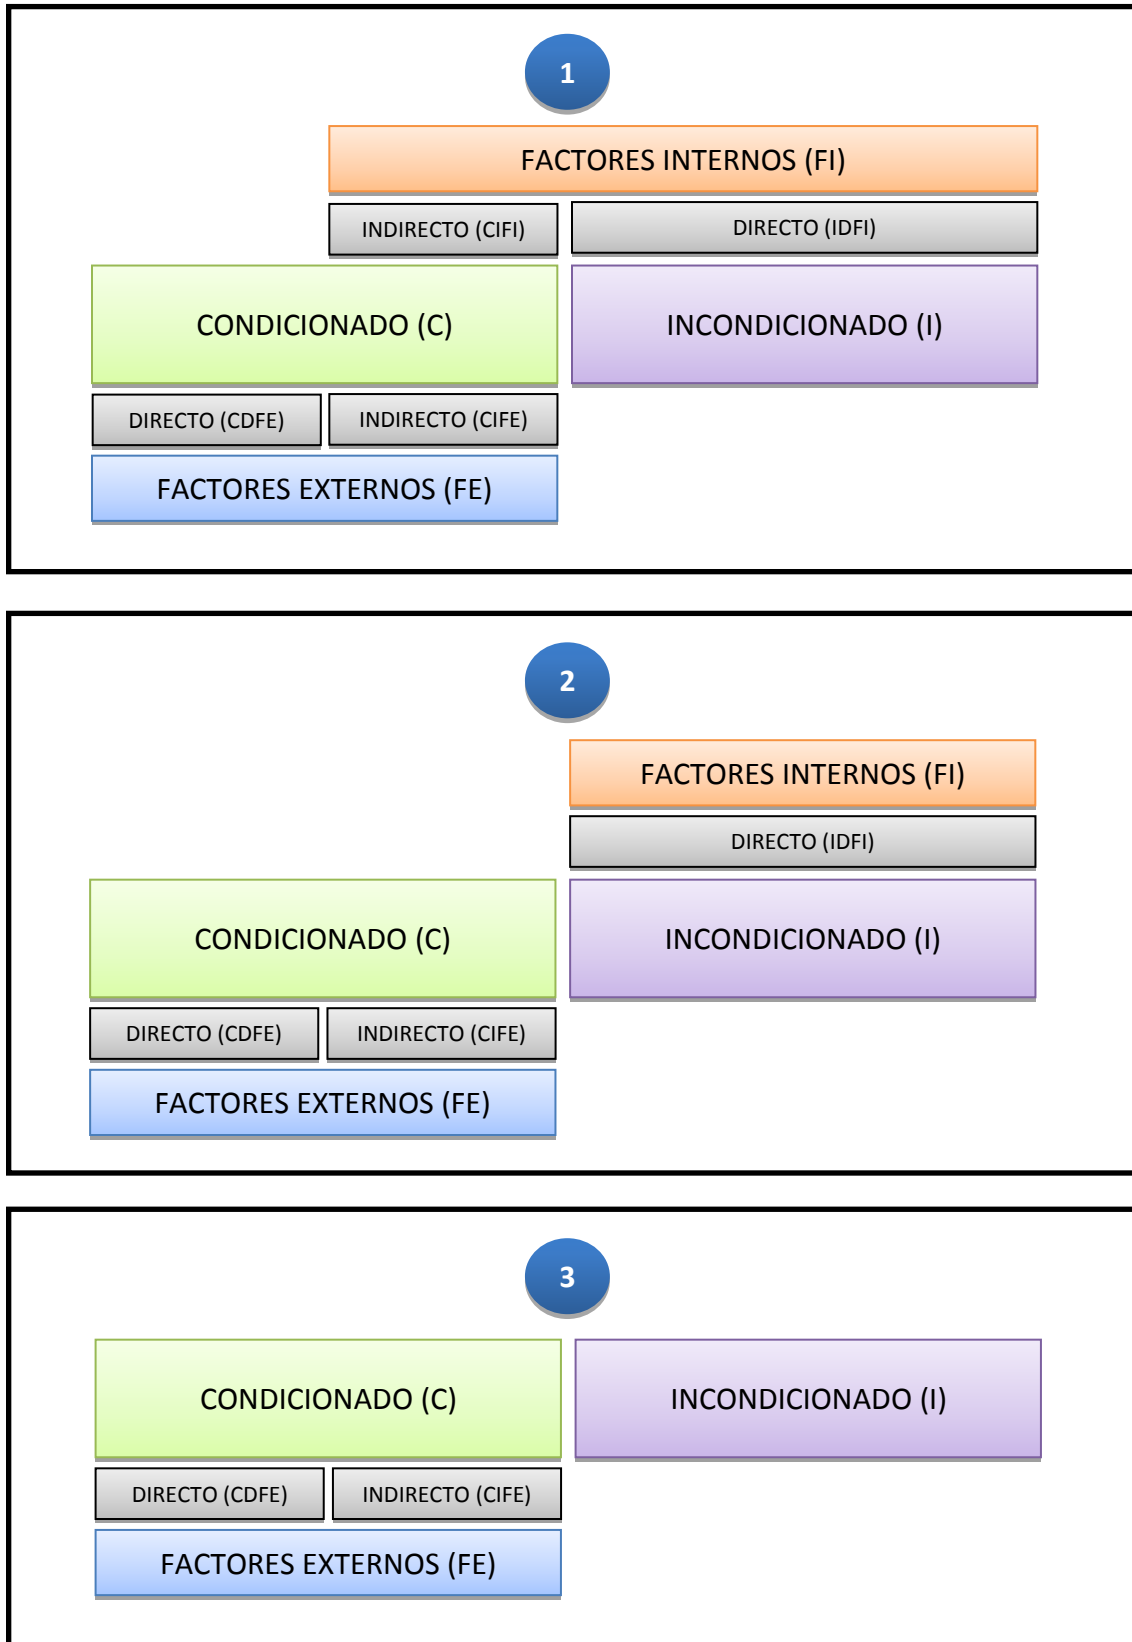 1
FACTORES INTERNOS (FI)
INDIRECTO (CIFI)
DIRECTO (IDFI)
CONDICIONADO (C)
INCONDICIONADO (I)
DIRECTO (CDFE)
INDIRECTO (CIFE)
FACTORES EXTERNOS (FE)
2
FACTORES INTERNOS (FI)
DIRECTO (IDFI)
CONDICIONADO (C)
INCONDICIONADO (I)
DIRECTO (CDFE)
INDIRECTO (CIFE)
FACTORES EXTERNOS (FE)
3
CONDICIONADO (C)
INCONDICIONADO (I)
DIRECTO (CDFE)
INDIRECTO (CIFE)
FACTORES EXTERNOS (FE)